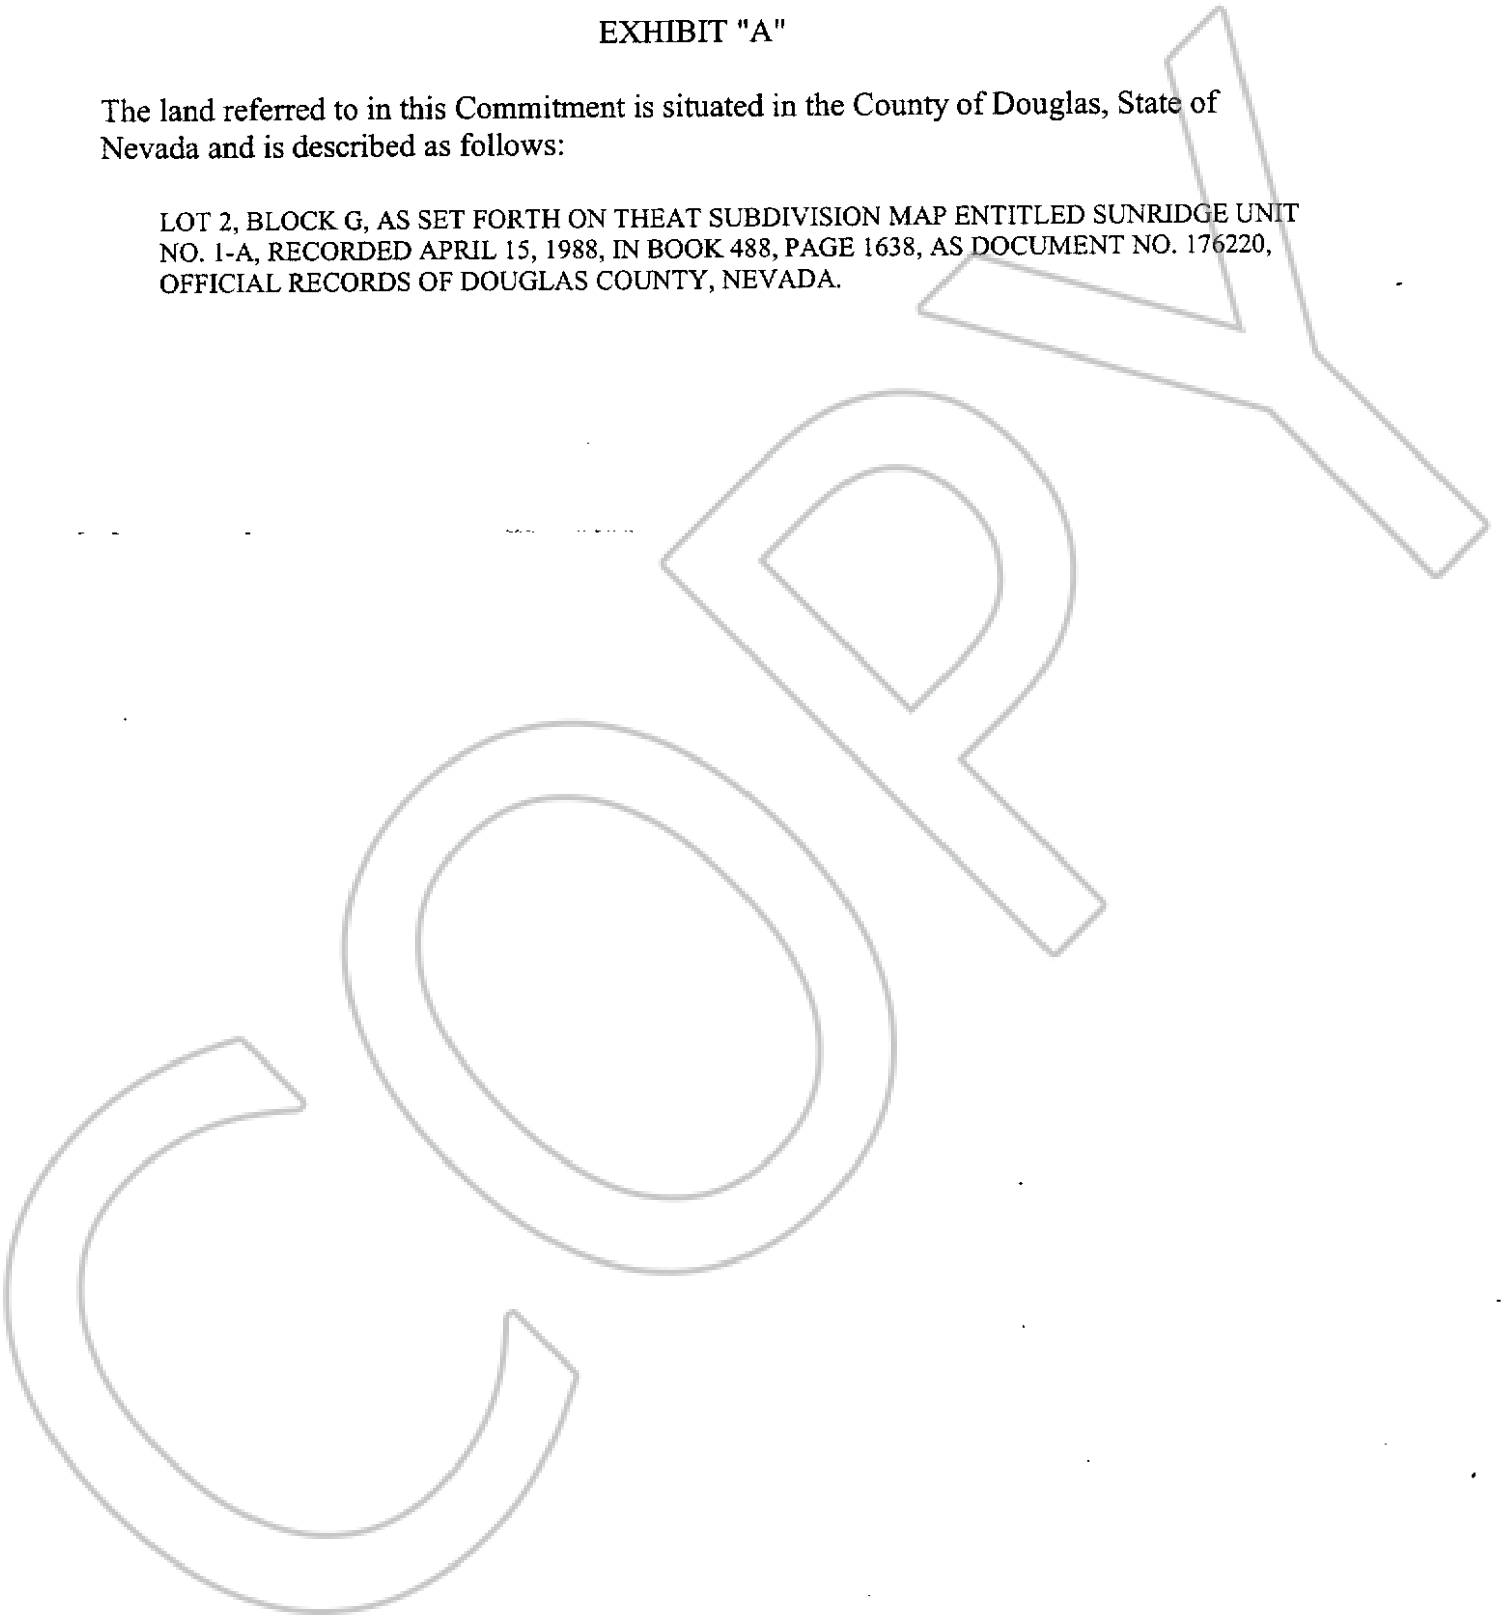 EXHIBIT "A"
The land referred to in this Commitment is situated in the County of Douglas, State of
Nevada and is described as follows:
LOT 2, BLOCK G, AS SET FORTH ON THEAT SUBDIVISION MAP ENTITLED SUNRIDGE UNIT
NO. 1-A, RECORDED APRIL 15, 1988, IN BOOK 488, PAGE 1638, AS DOCUMENT NO. 176220,
OFFICIAL RECORDS OF DOUGLAS COUNTY, NEVADA.
COPY